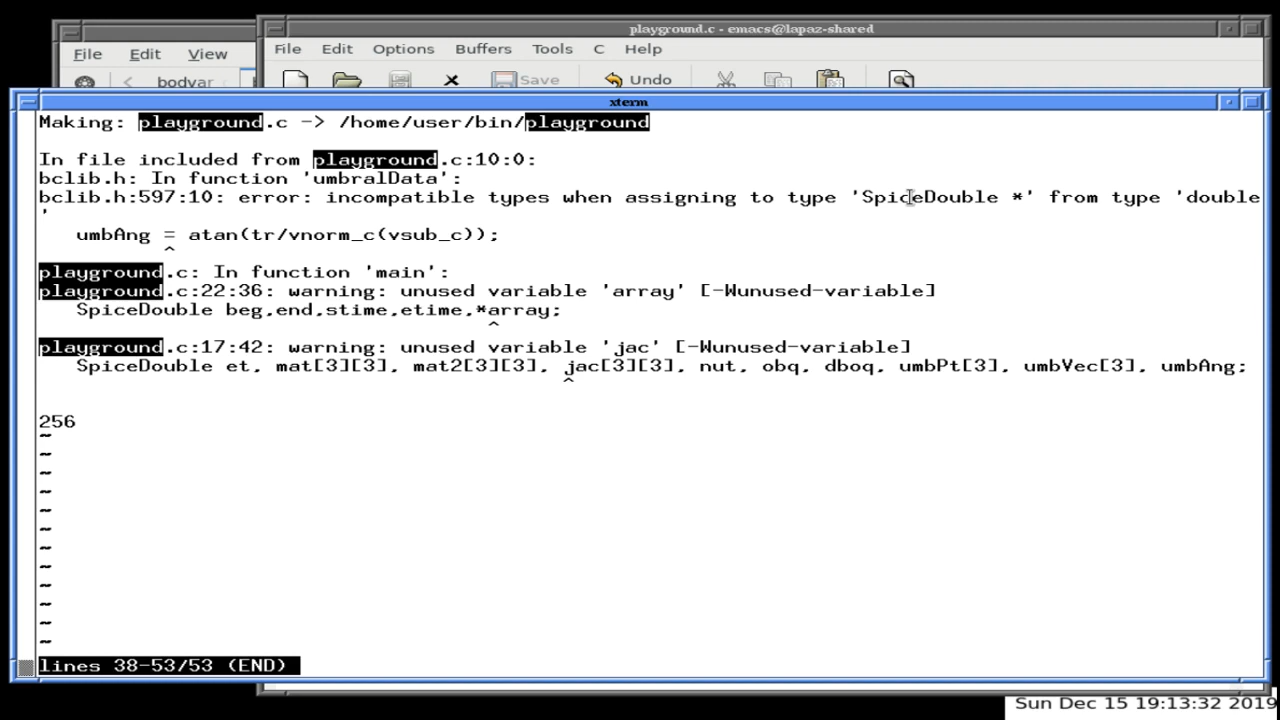 playground.c - emacs@lapaz-shared
File Edit View
File Edit Options Buffers Tools C Help
bodvar
Save Undo
xterm
Making: playground.c -> /home/user/bin/playground
In file included from playground.c:10:0:
bclib.h: In function 'umbralData':
bclib.h:597:10: error: incompatible types when assigning to type 'SpiceDouble *' from type 'double
'
umbAng = atan(tr/vnorm_c(vsub_c));
^
playground.c: In function 'main':
playground.c:22:36: warning: unused variable 'array' [-Wunused-variable]
SpiceDouble beg,end,stime,etime,*array;
^
playground.c:17:42: warning: unused variable 'jac' [-Wunused-variable]
SpiceDouble et, mat[3][3], mat2[3][3], jac[3][3], nut, obq, dboq, umbPt[3], umbVec[3], umbAng;
^
256
~
~
~
~
~
~
~
~
~
~
~
~
lines 38-53/53 (END)
Sun Dec 15 19:13:32 2019